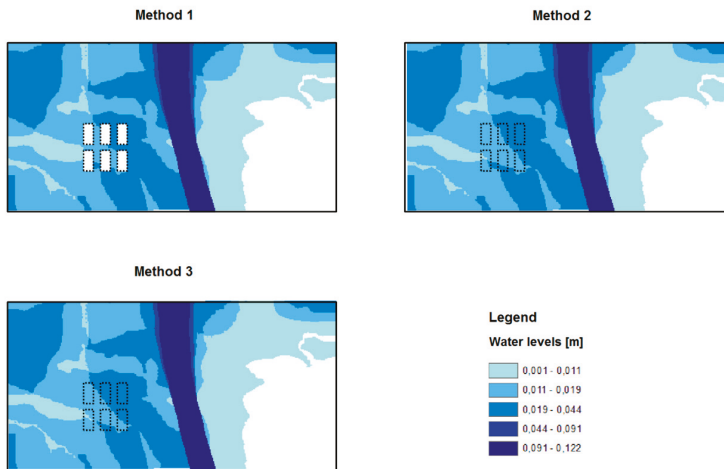 Method 1
Method 2
Method 3
Legend
Water levels [m]
0,001 - 0,011
0,011 - 0,019
0,019 - 0,044
0,044 - 0,091
0,091 - 0,122